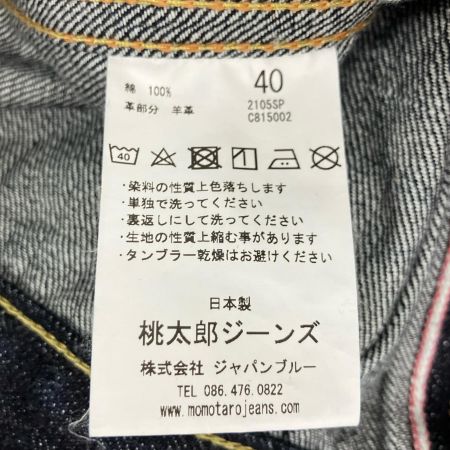 綿 100%
革部分 羊革
40
2105SP
C815002
40
・染料の性質上色落ちします
・単独で洗ってください
・裏返しにして洗ってください
・生地の性質上縮む事があります
・タンブラー乾燥はお避けください
日本製
桃太郎ジーンズ
株式会社 ジャパンブルー
TEL 086.476.0822
www.momotarojeans.com/